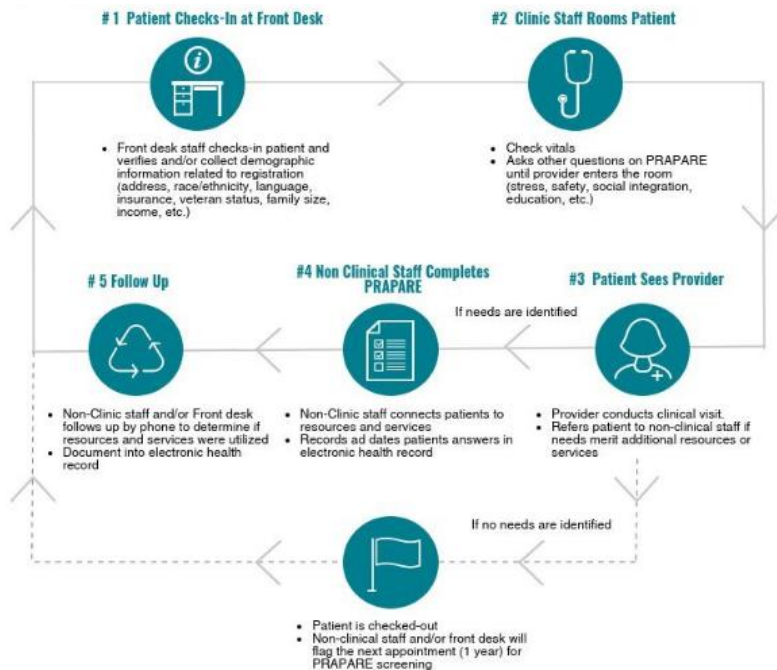 # 1 Patient Checks-In at Front Desk
#2 Clinic Staff Rooms Patient
• Front desk staff checks-in patient and
verifies and/or collect demographic
information related to registration
(address, race/ethnicity, language,
insurance, veteran status, family size,
income, etc.)
• Check vitals
• Asks other questions on PRAPARE
until provider enters the room
(stress, safety, social integration,
education, etc.)
# 5 Follow Up
#4 Non Clinical Staff Completes
PRAPARE
#3 Patient Sees Provider
If needs are identified
• Non-Clinic staff and/or Front desk
follows up by phone to determine if
resources and services were utilized
• Document into electronic health
record
• Non-Clinic staff connects patients to
resources and services
• Records ad dates patients answers in
electronic health record
• Provider conducts clinical visit.
• Refers patient to non-clinical staff if
needs merit additional resources or
services
If no needs are identified
• Patient is checked-out
• Non-clinical staff and/or front desk will
flag the next appointment (1 year) for
PRAPARE screening